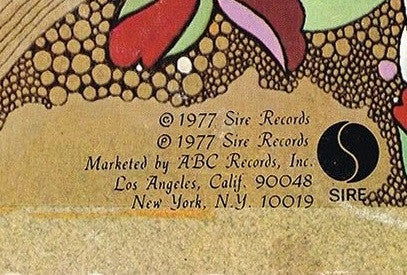 © 1977 Sire Records
℗ 1977 Sire Records
Marketed by ABC Records, Inc.
Los Angeles, Calif. 90048
New York, N.Y. 10019
SIRE